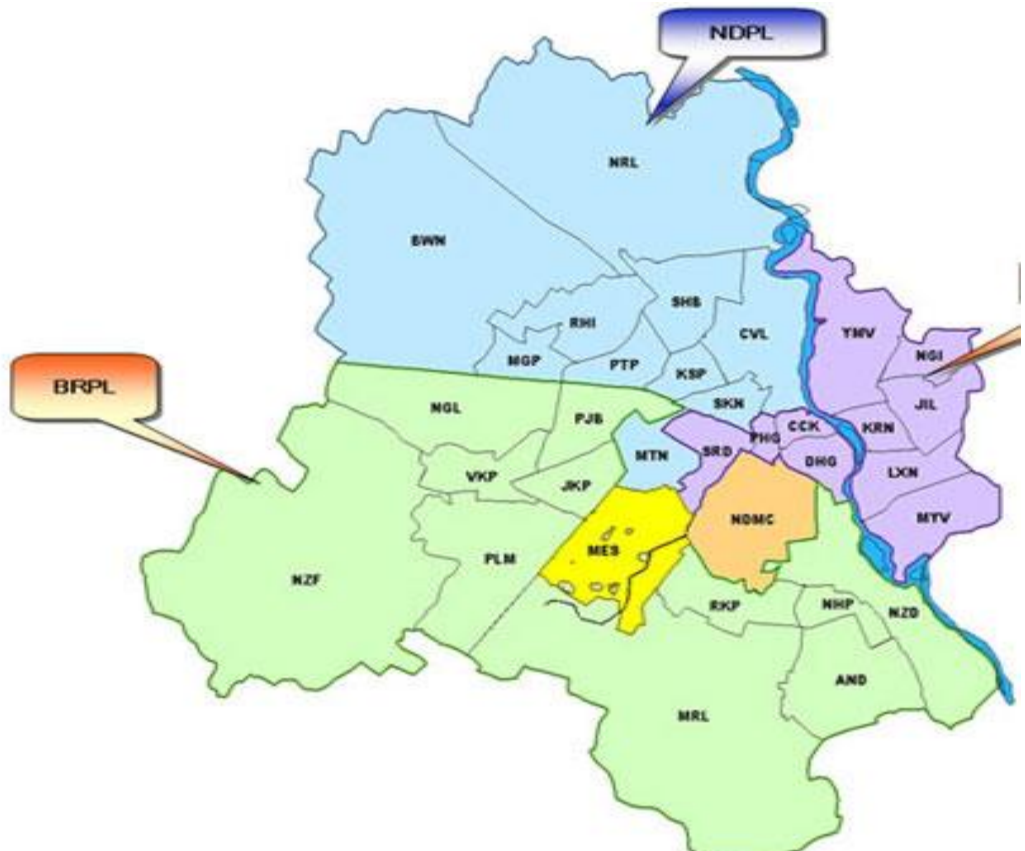 NDPL
NRL
BWN
SHB
RHI
CVL
YMV
MGP
PTP
KSP
NGI
BRPL
NGL
PJB
SKN
JIL
PHG
CCK
KRN
MTN
SRD
DHG
VKP
JKP
LXN
NDMC
MYV
MES
PLM
NZF
RKP
NHP
NZD
AND
MRL